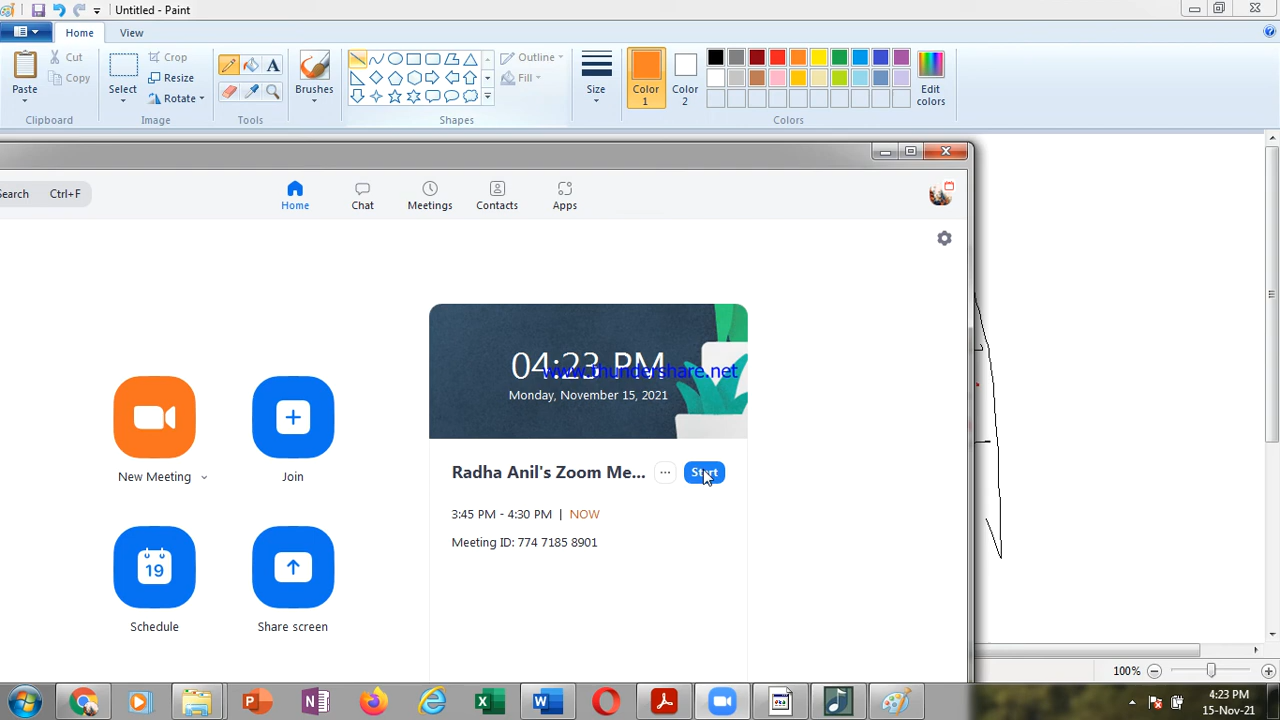 Untitled - Paint
Home
View
Paste
Cut
Copy
Clipboard
Select
Crop
Resize
Rotate
Image
A
Tools
Brushes
Outline
Fill
Shapes
Size
Color 1
Color 2
Edit colors
Colors
Search
Ctrl+F
Home
Chat
Meetings
Contacts
Apps
04:23 PM
www.thundershare.net
Monday, November 15, 2021
New Meeting
Join
Radha Anil's Zoom Me...
Start
3:45 PM - 4:30 PM | NOW
Meeting ID: 774 7185 8901
19
Schedule
Share screen
100%
4:23 PM
15-Nov-21